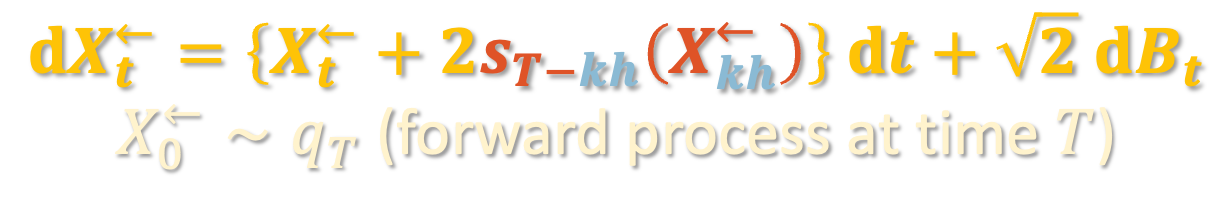 dX_t^← = {X_t^← + 2s_{T−kh}(X_{kh}^←)} dt + √2 dB_t
X_0^← ~ q_T (forward process at time T)